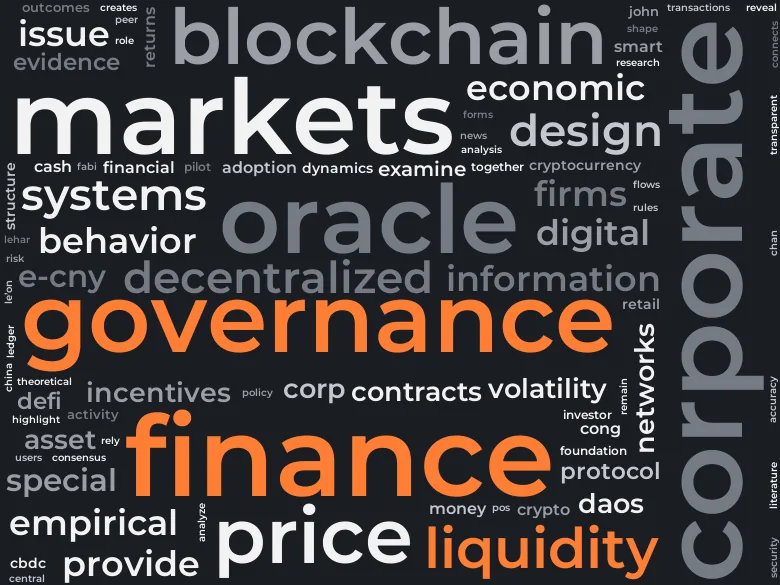 outcomes creates
peer
issue role
evidence
returns
blockchain
john
shape
smart
research
transactions reveal
connects
markets
economic
forms
news
analysis
design
transparent
corporate
cash fabi financial pilot adoption dynamics examine together cryptocurrency
structure
systems
oracle
firms flows
rules
digital
lehar
behavior
chan
risk
e-cny decentralized information
le'on
governance
retail
ledger
china
theoretical
defi
incentives policy corp contracts volatility
remain
networks
accuracy
highlight activity
asset rely
users consensus
finance
investor
cong
foundation
protocol
special
literature
money pos crypto daos
empirical
analyze
price
liquidity
cbdc
central
provide
security